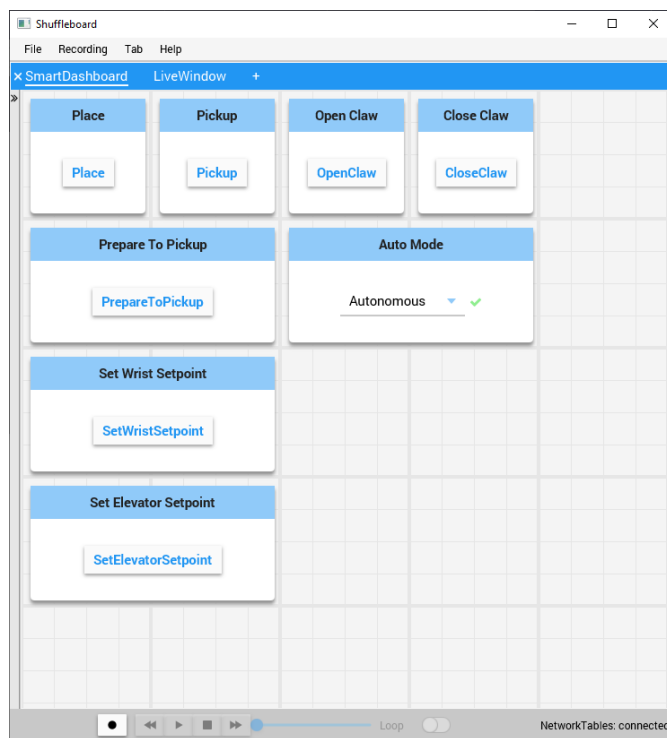 Shuffleboard
File Recording Tab Help
SmartDashboard LiveWindow +
Place Pickup Open Claw Close Claw
Place Pickup OpenClaw CloseClaw
Prepare To Pickup Auto Mode
PrepareToPickup Autonomous
Set Wrist Setpoint
SetWristSetpoint
Set Elevator Setpoint
SetElevatorSetpoint
Loop NetworkTables: connected